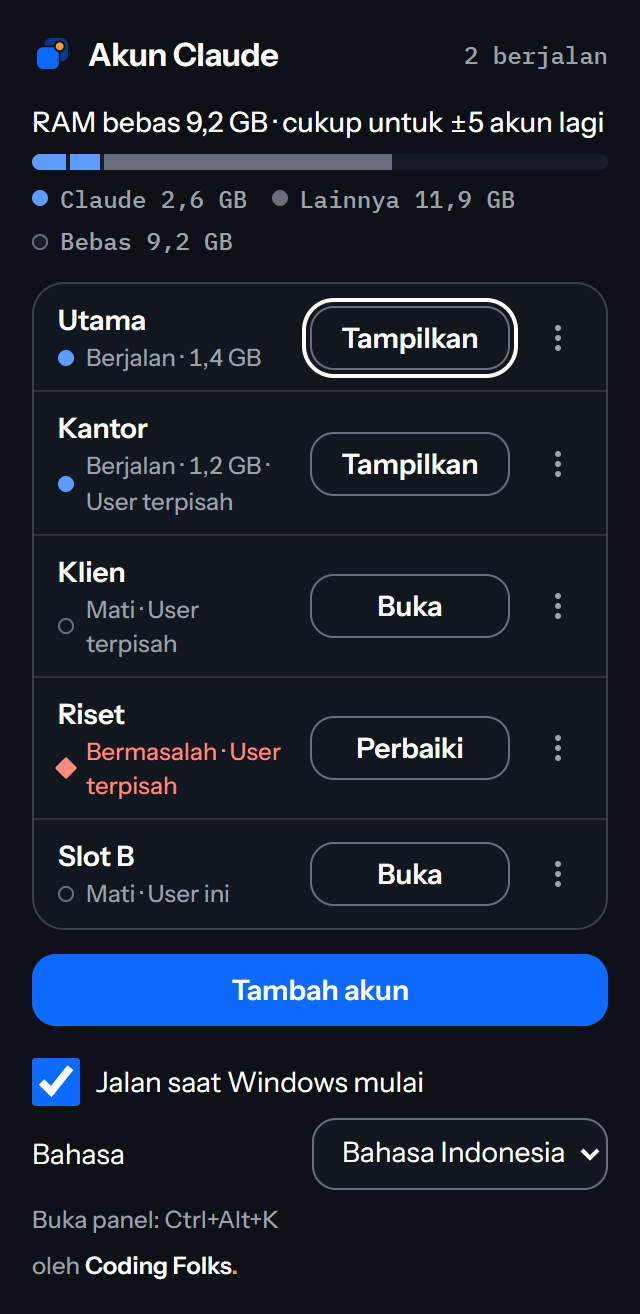 Akun Claude
2 berjalan
RAM bebas 9,2 GB · cukup untuk ±5 akun lagi
Claude 2,6 GB
Lainnya 11,9 GB
Bebas 9,2 GB
Utama
Berjalan · 1,4 GB
Tampilkan
Kantor
Berjalan · 1,2 GB ·
User terpisah
Tampilkan
Klien
Mati · User
terpisah
Buka
Riset
Bermasalah · User
terpisah
Perbaiki
Slot B
Mati · User ini
Buka
Tambah akun
Jalan saat Windows mulai
Bahasa
Bahasa Indonesia
Buka panel: Ctrl+Alt+K
oleh Coding Folks.